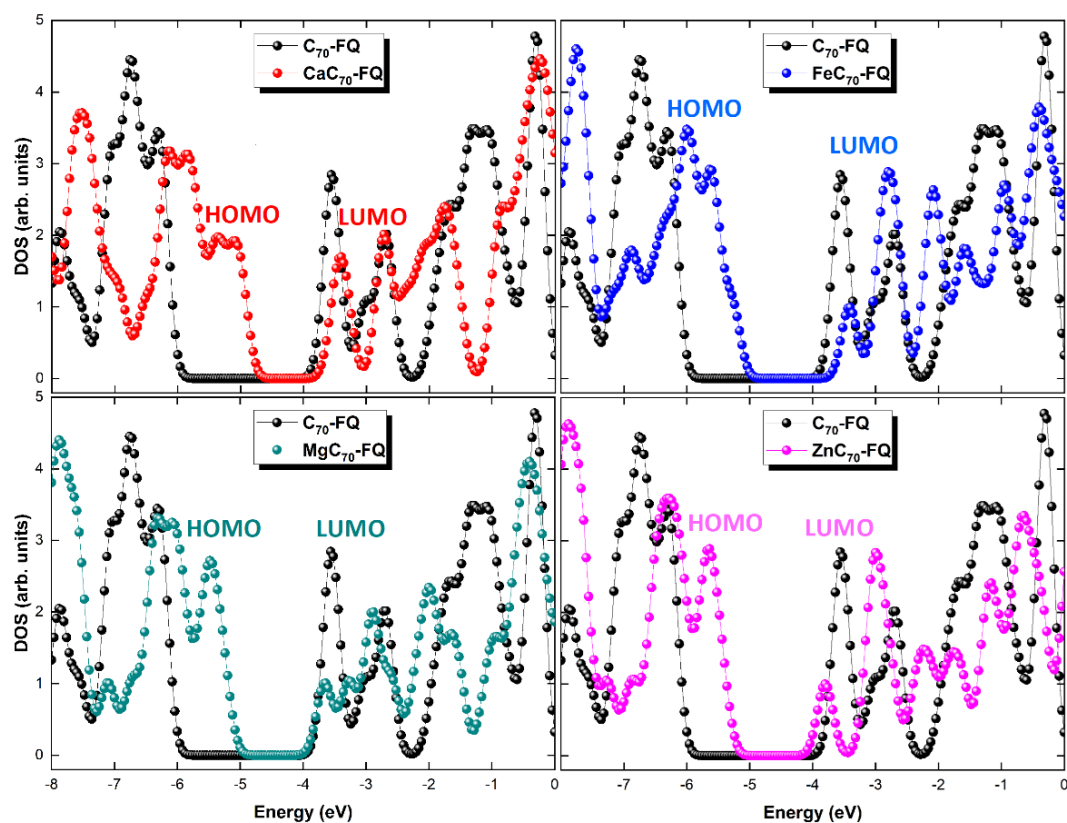 5
4
3
2
1
0
DOS (arb. units)
C₇₀-FQ
CaC₇₀-FQ
HOMO
LUMO
C₇₀-FQ
FeC₇₀-FQ
HOMO
LUMO
5
4
3
2
1
0
DOS (arb. units)
C₇₀-FQ
MgC₇₀-FQ
HOMO
LUMO
-8 -7 -6 -5 -4 -3 -2 -1 0
Energy (eV)
C₇₀-FQ
ZnC₇₀-FQ
HOMO
LUMO
-7 -6 -5 -4 -3 -2 -1 0
Energy (eV)